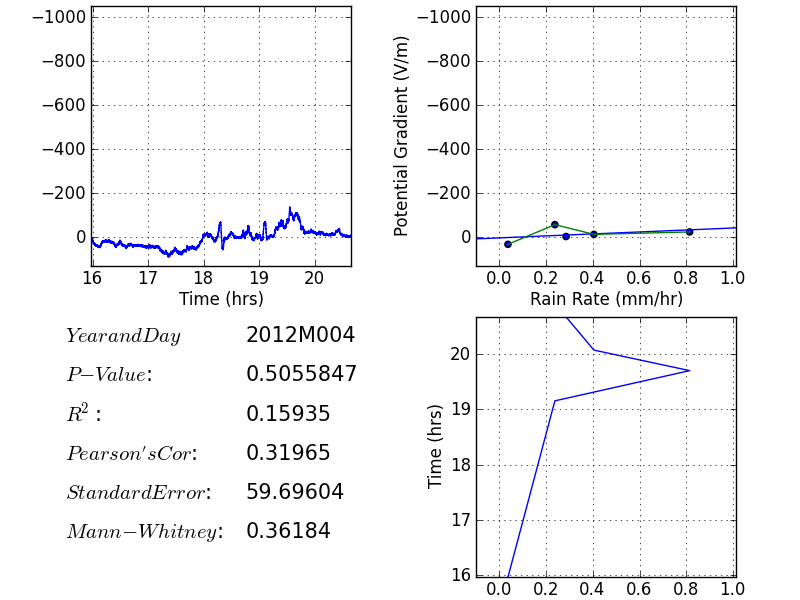 −1000
−800
−600
−400
−200
0
16 17 18 19 20
Time (hrs)
Potential Gradient (V/m)
−1000
−800
−600
−400
−200
0
0.0 0.2 0.4 0.6 0.8 1.0
Rain Rate (mm/hr)
YearandDay 2012M004
P−Value: 0.5055847
R²: 0.15935
Pearson'sCor: 0.31965
StandardError: 59.69604
Mann−Whitney: 0.36184
Time (hrs)
20
19
18
17
16
0.0 0.2 0.4 0.6 0.8 1.0